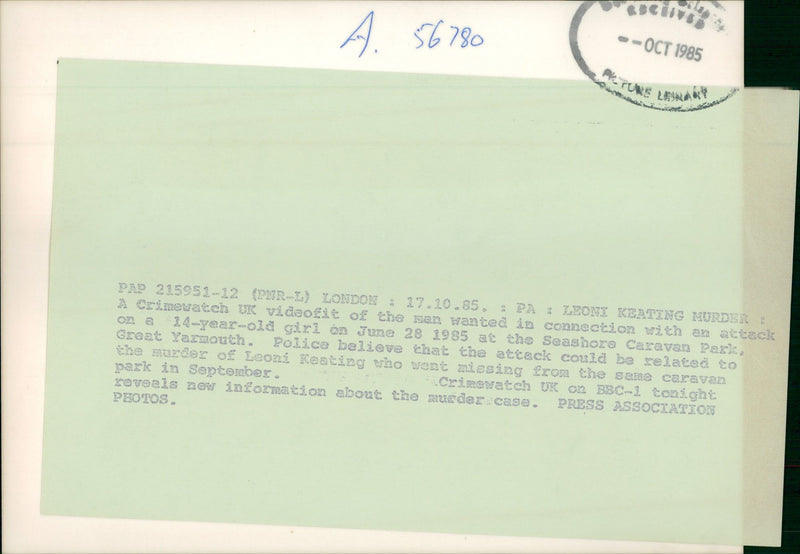 A. 56780
RECEIVED
--OCT 1985
PICTURE LIBRARY
PAP 215951-12 (PNR-L) LONDON : 17.10.85. : PA : LEONI KEATING MURDER :
A Crimewatch UK videofit of the man wanted in connection with an attack
on a 14-year-old girl on June 28 1985 at the Seashore Caravan Park,
Great Yarmouth. Police believe that the attack could be related to
the murder of Leoni Keating who went missing from the same caravan
park in September. Crimewatch UK on BBC-1 tonight
reveals new information about the murder case. PRESS ASSOCIATION
PHOTOS.